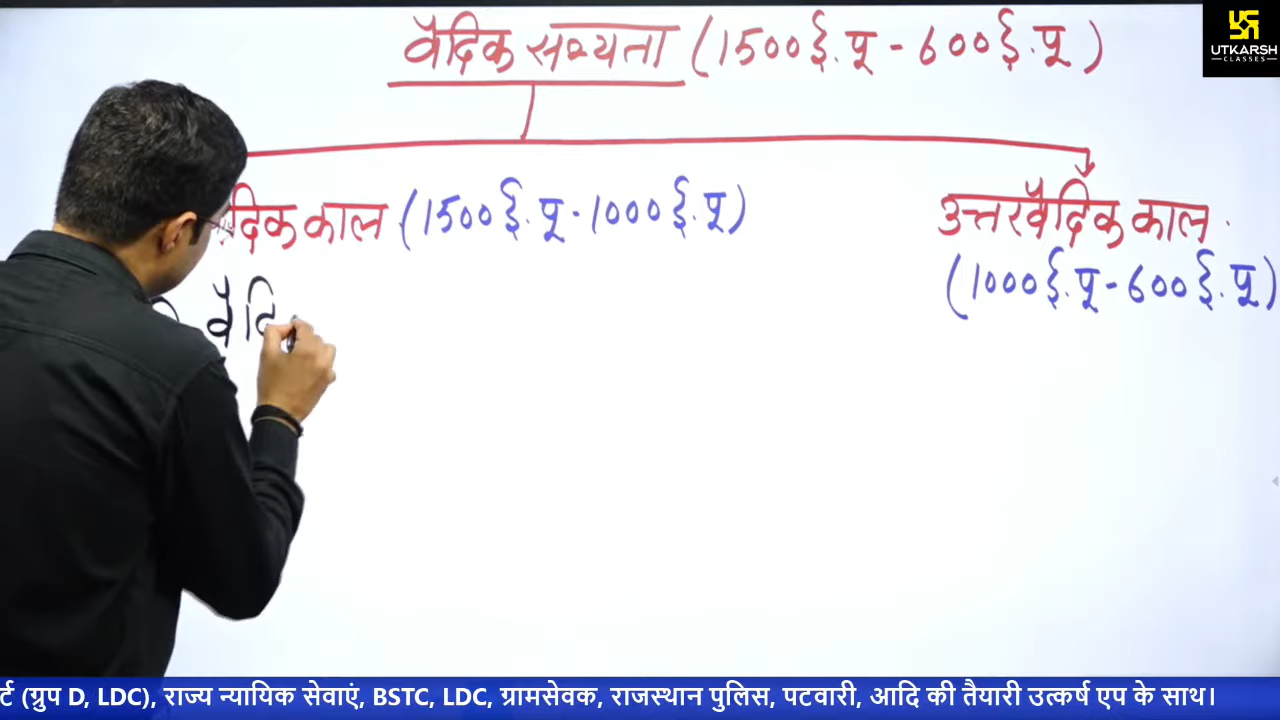 वैदिक सभ्यता (1500 ई.पू - 600 ई.पू)
UTKARSH
CLASSES
दिक काल (1500 ई.पू - 1000 ई.पू)
उत्तरवैदिक काल
(1000 ई.पू - 600 ई.पू)
वैदि
र्ट (ग्रुप D, LDC), राज्य न्यायिक सेवाएं, BSTC, LDC, ग्रामसेवक, राजस्थान पुलिस, पटवारी, आदि की तैयारी उत्कर्ष एप के साथ।